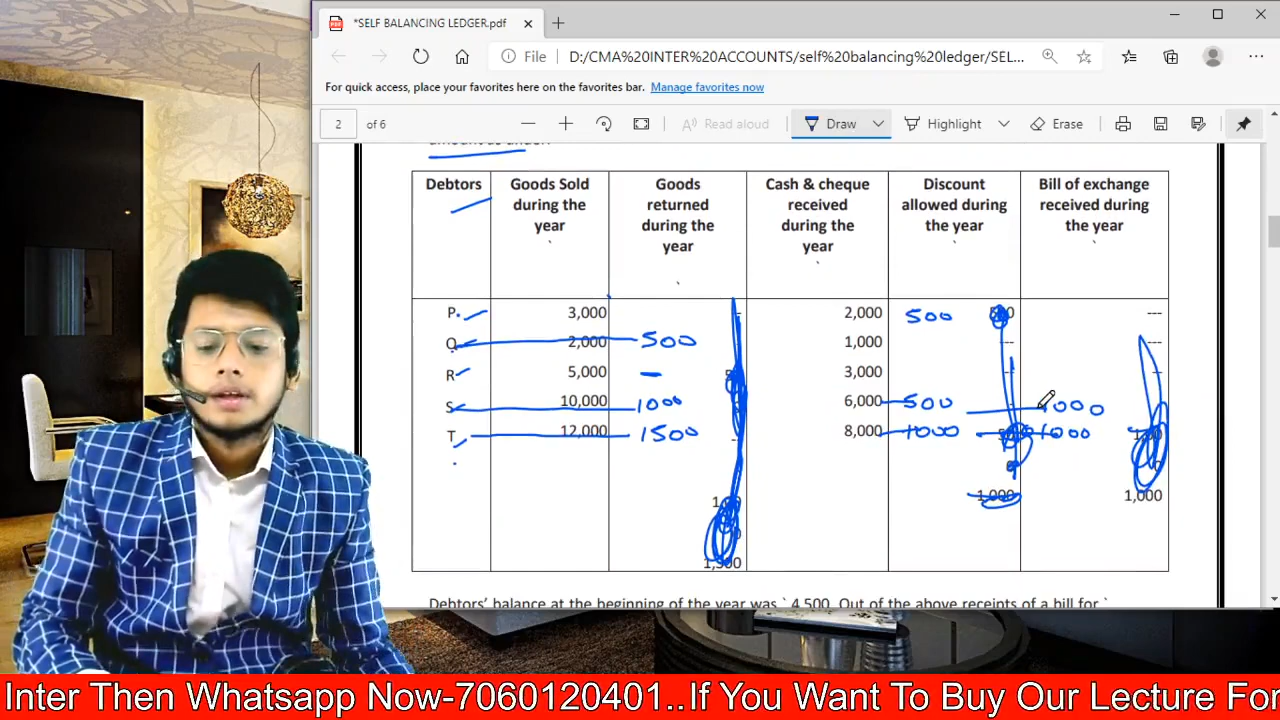 *SELF BALANCING LEDGER.pdf
File D:/CMA%20INTER%20ACCOUNTS/self%20balancing%20ledger/SEL...
For quick access, place your favorites here on the favorites bar. Manage favorites now
2 of 6 Read aloud Draw Highlight Erase
Debtors Goods Sold during the year ` Goods returned during the year ` Cash & cheque received during the year ` Discount allowed during the year ` Bill of exchange received during the year `
P. 3,000 2,000 500 ---
Q 2,000 500 1,000 ---
R 5,000 — 3,000
S 10,000 1000 6,000 500 1000
T 12,000 1500 8,000 1000 1000
1,000 1,000
Debtors' balance at the beginning of the year was ` 4,500. Out of the above receipts of a bill for `
Inter Then Whatsapp Now-7060120401..If You Want To Buy Our Lecture For